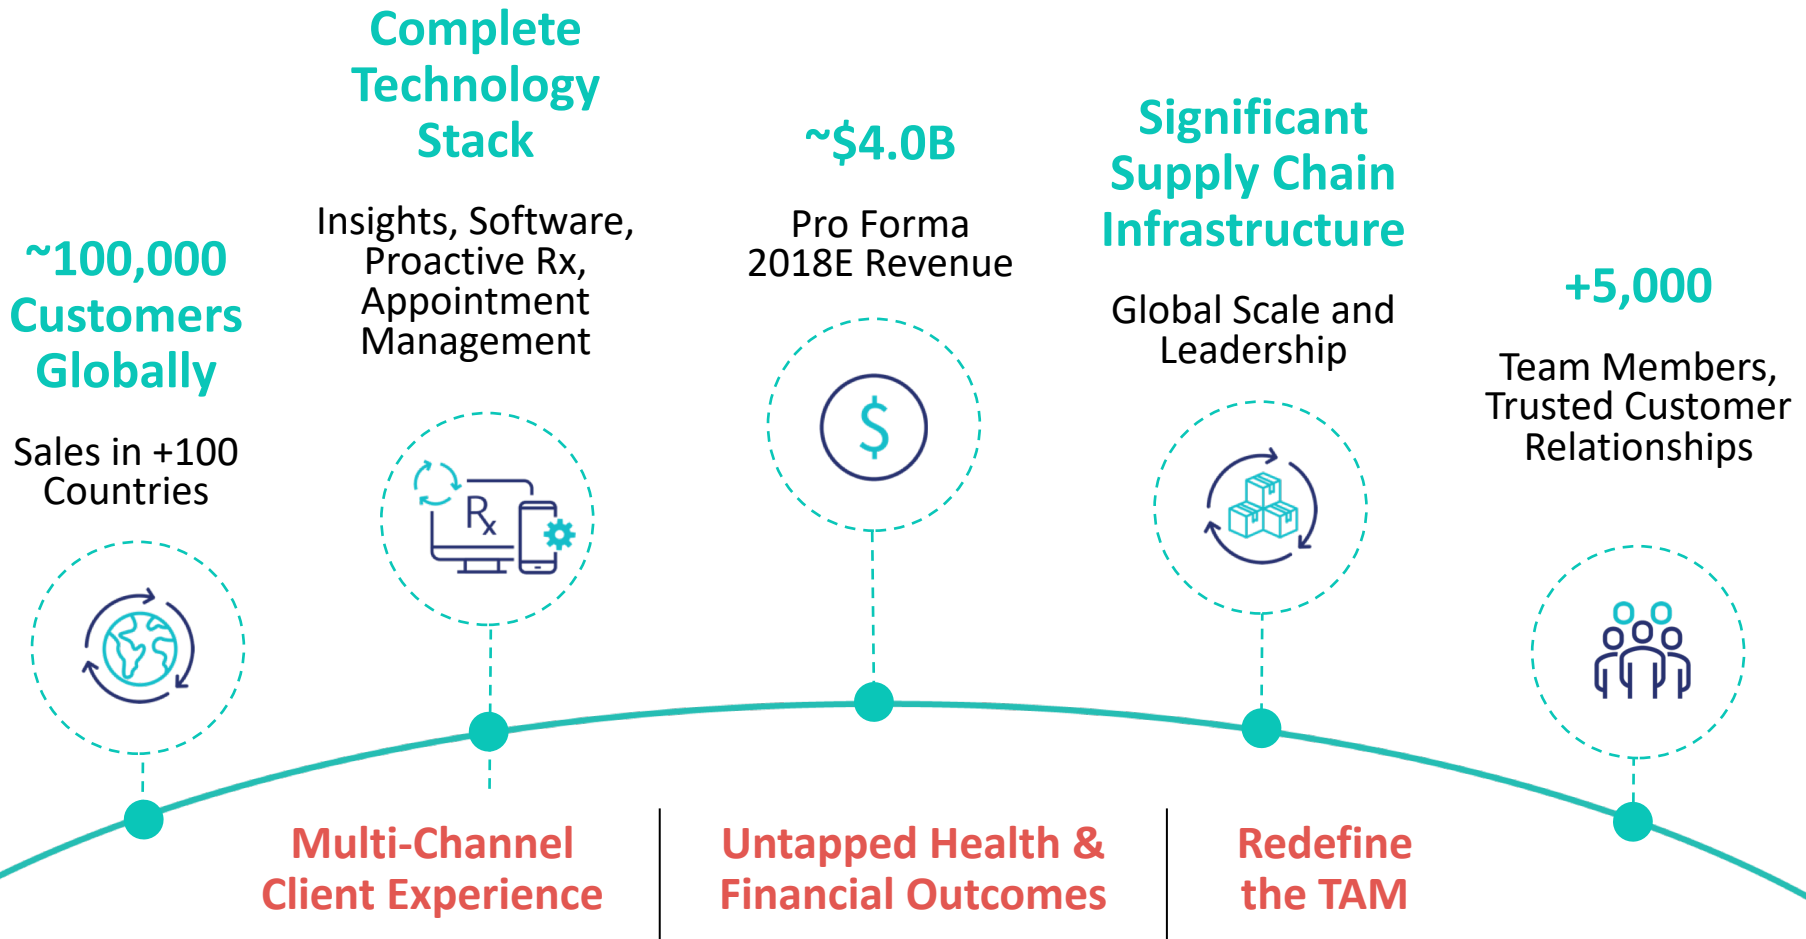 ~100,000
Customers
Globally
Sales in +100
Countries
Complete
Technology
Stack
Insights, Software,
Proactive Rx,
Appointment
Management
Rx
~$4.0B
Pro Forma
2018E Revenue
$
Significant
Supply Chain
Infrastructure
Global Scale and
Leadership
+5,000
Team Members,
Trusted Customer
Relationships
Multi-Channel
Client Experience
Untapped Health &
Financial Outcomes
Redefine
the TAM